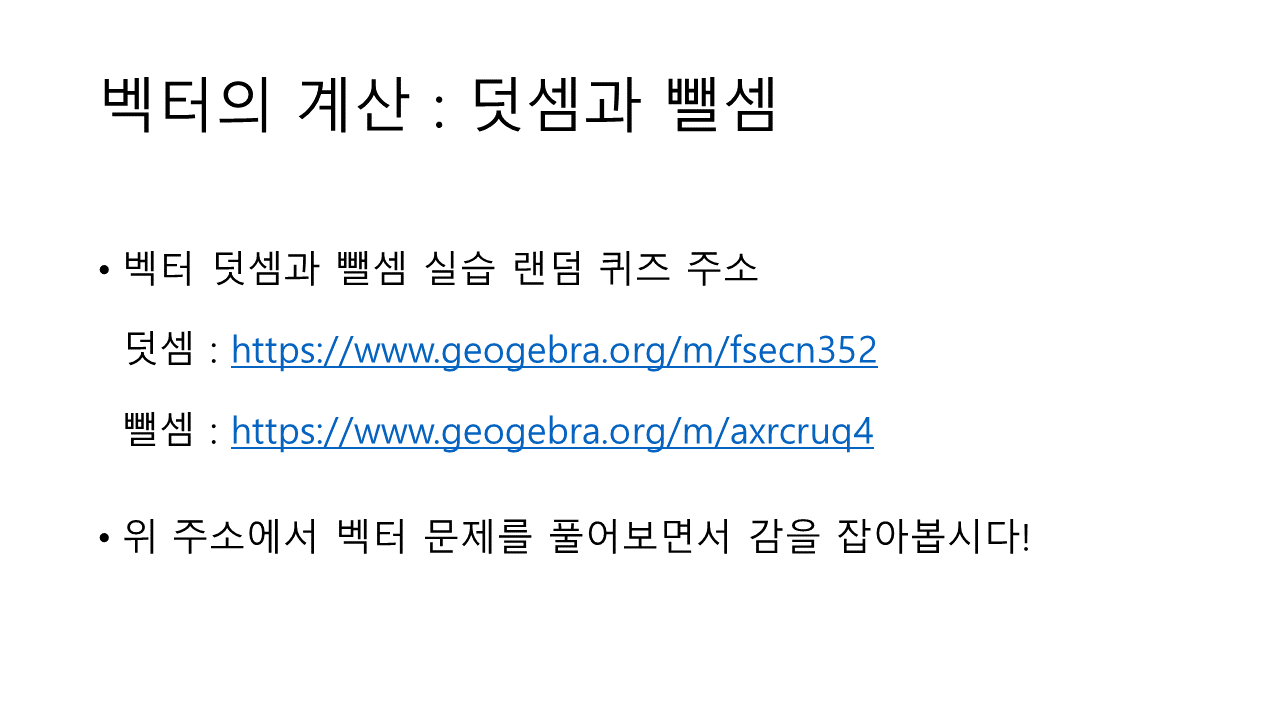 벡터의 계산 : 덧셈과 뺄셈
• 벡터 덧셈과 뺄셈 실습 랜덤 퀴즈 주소
덧셈 : https://www.geogebra.org/m/fsecn352
뺄셈 : https://www.geogebra.org/m/axrcruq4
• 위 주소에서 벡터 문제를 풀어보면서 감을 잡아봅시다!